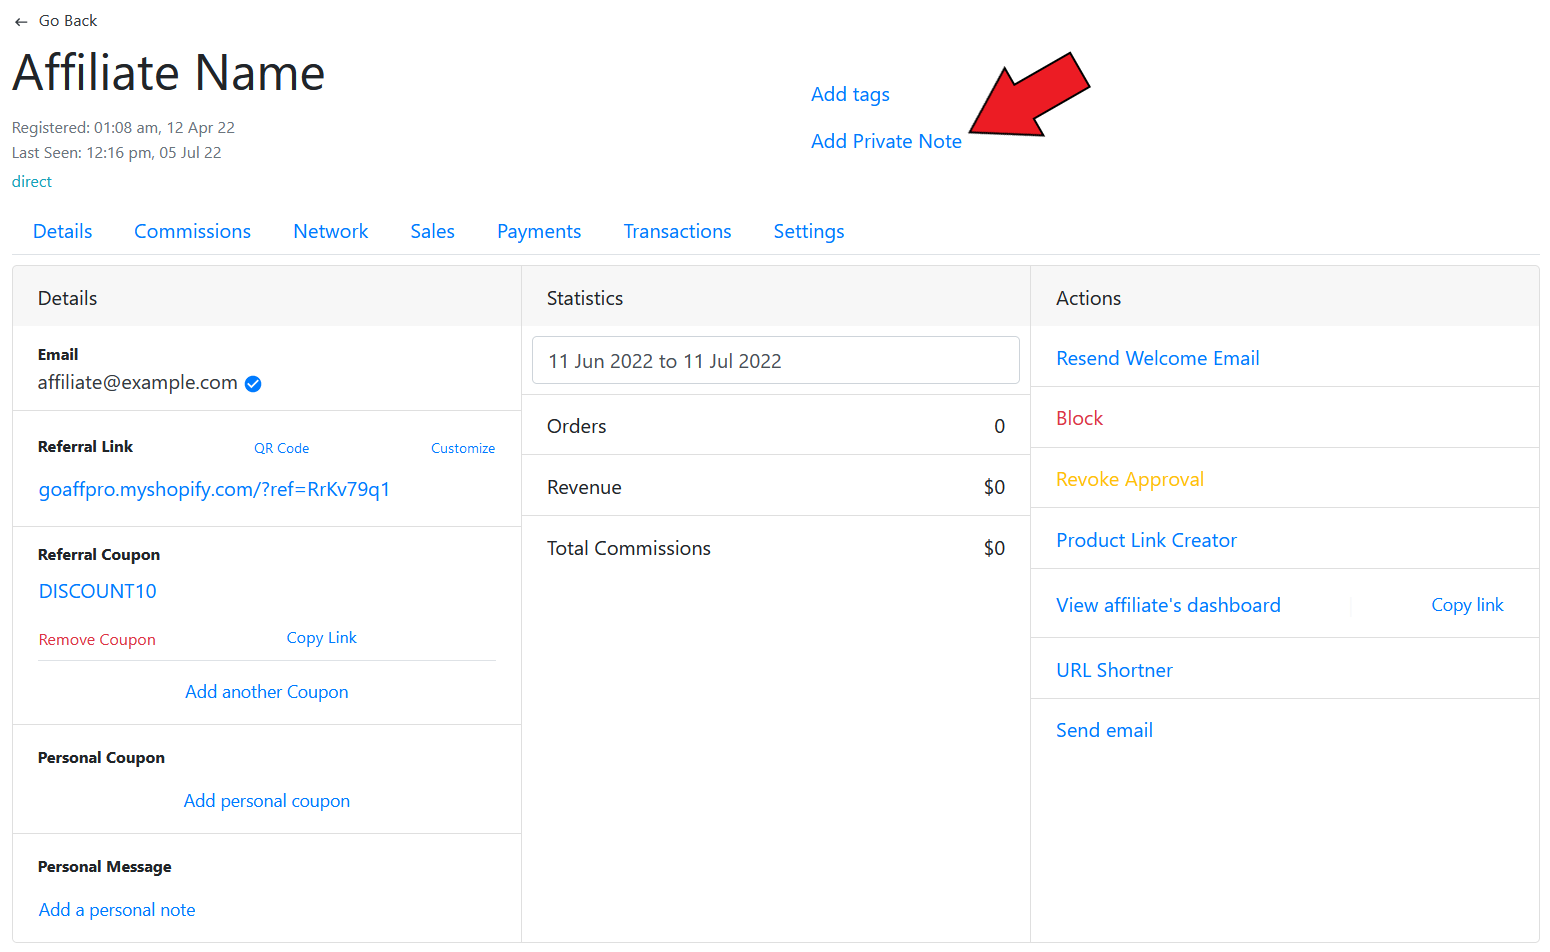 ← Go Back
Affiliate Name
Add tags
Add Private Note
Registered: 01:08 am, 12 Apr 22
Last Seen: 12:16 pm, 05 Jul 22
direct
Details Commissions Network Sales Payments Transactions Settings
Details
Email
affiliate@example.com
Referral Link QR Code Customize
goaffpro.myshopify.com/?ref=RrKv79q1
Referral Coupon
DISCOUNT10
Remove Coupon Copy Link
Add another Coupon
Personal Coupon
Add personal coupon
Personal Message
Add a personal note
Statistics
11 Jun 2022 to 11 Jul 2022
Orders 0
Revenue $0
Total Commissions $0
Actions
Resend Welcome Email
Block
Revoke Approval
Product Link Creator
View affiliate's dashboard Copy link
URL Shortner
Send email